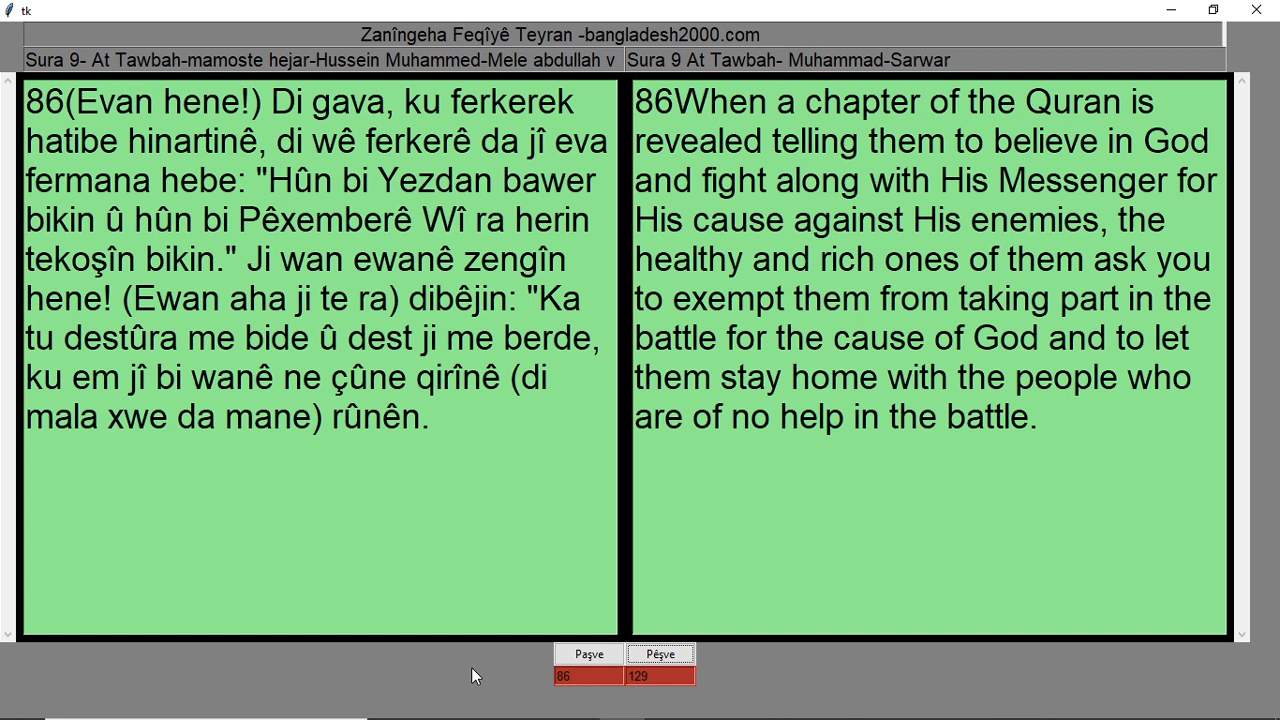 tk
Zanîngeha Feqîyê Teyran -bangladesh2000.com
Sura 9- At Tawbah-mamoste hejar-Hussein Muhammed-Mele abdullah v
Sura 9 At Tawbah- Muhammad-Sarwar
86(Evan hene!) Di gava, ku ferkerek
hatibe hinartinê, di wê ferkerê da jî eva
fermana hebe: "Hûn bi Yezdan bawer
bikin û hûn bi Pêxemberê Wî ra herin
tekoşîn bikin." Ji wan ewanê zengîn
hene! (Ewan aha ji te ra) dibêjin: "Ka
tu destûra me bide û dest ji me berde,
ku em jî bi wanê ne çûne qirînê (di
mala xwe da mane) rûnên.
86When a chapter of the Quran is
revealed telling them to believe in God
and fight along with His Messenger for
His cause against His enemies, the
healthy and rich ones of them ask you
to exempt them from taking part in the
battle for the cause of God and to let
them stay home with the people who
are of no help in the battle.
Paşve
Pêşve
86
129